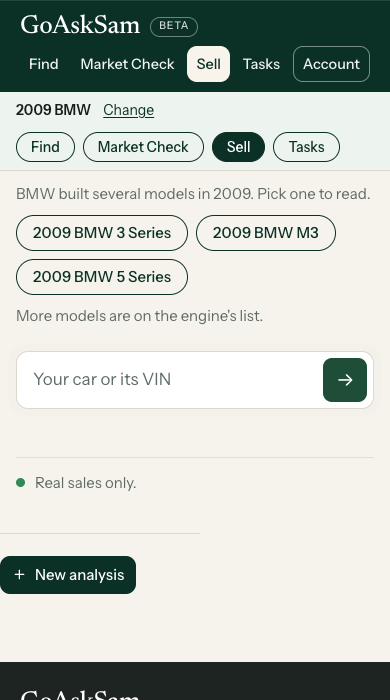 GoAskSam BETA
Find Market Check Sell Tasks Account
2009 BMW Change
Find Market Check Sell Tasks
BMW built several models in 2009. Pick one to read.
2009 BMW 3 Series 2009 BMW M3
2009 BMW 5 Series
More models are on the engine's list.
Your car or its VIN
Real sales only.
+ New analysis
GoAskSam